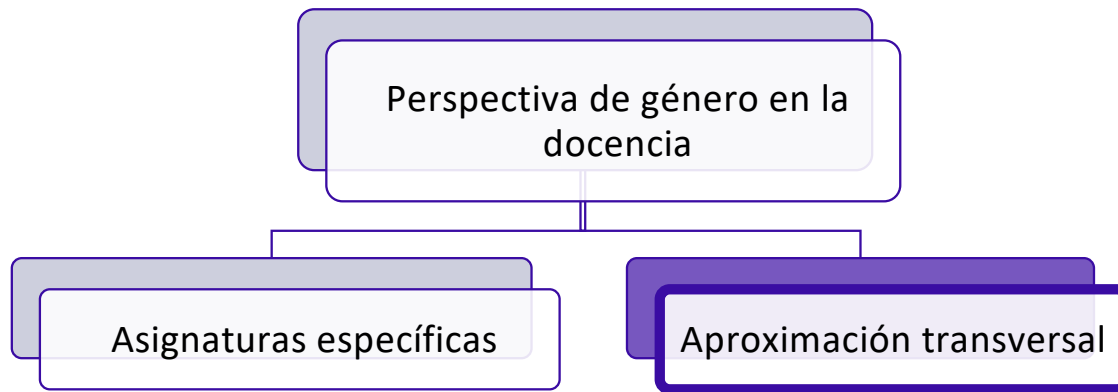 Perspectiva de género en la
docencia
Asignaturas específicas
Aproximación transversal